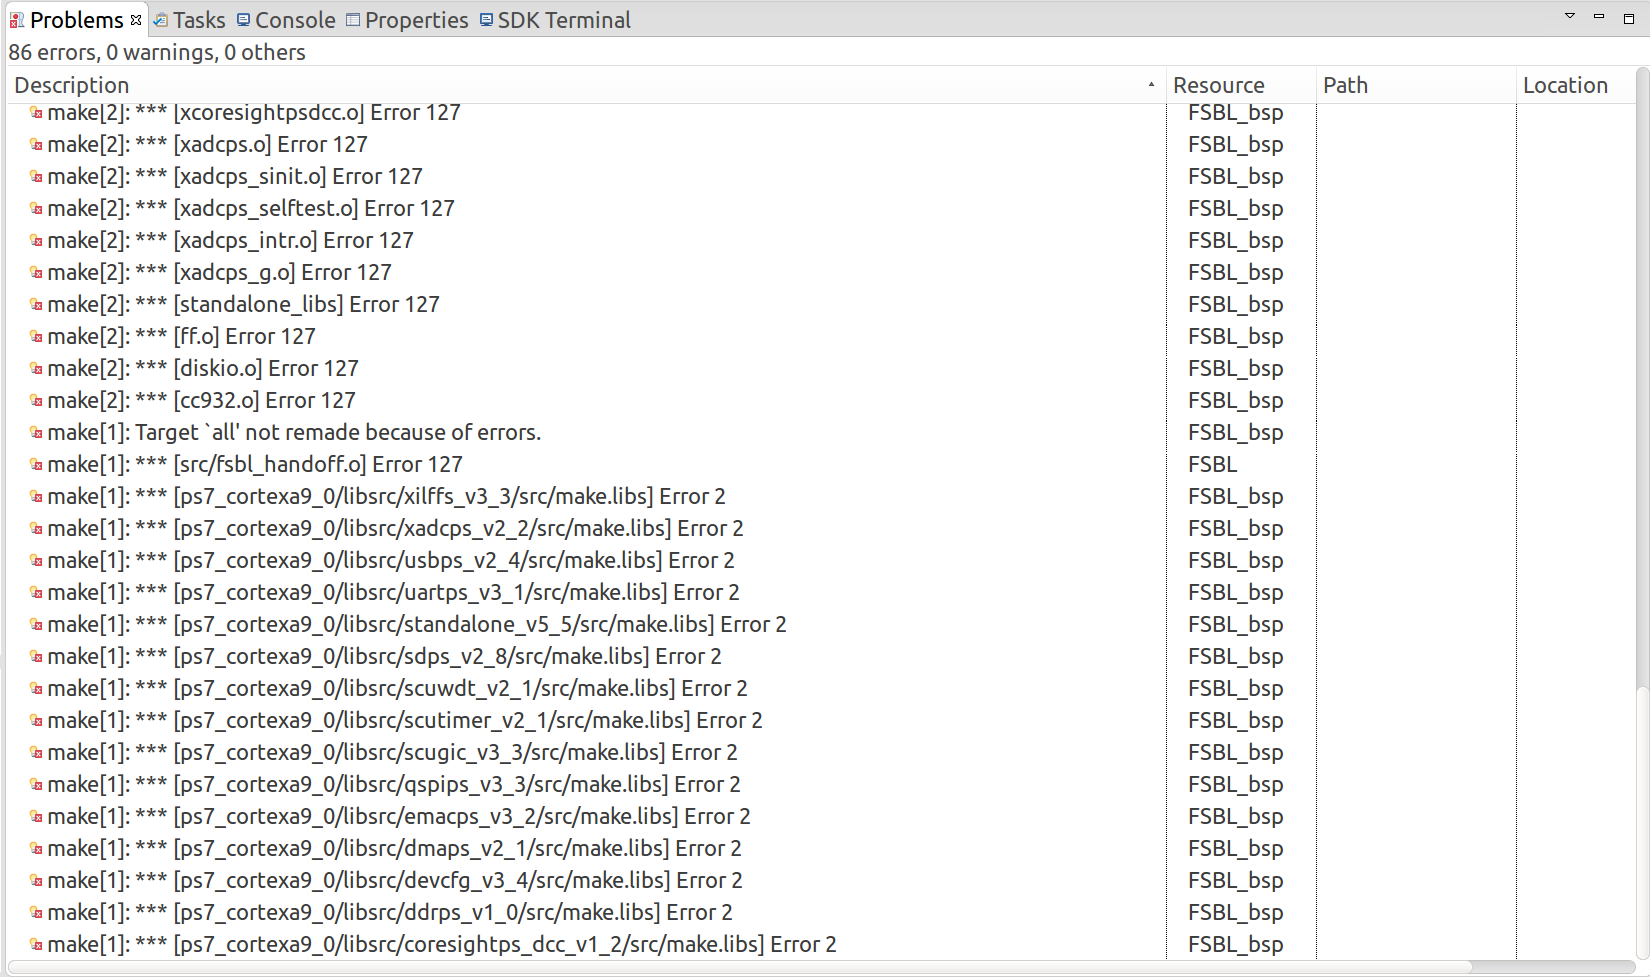 Problems Tasks Console Properties SDK Terminal
86 errors, 0 warnings, 0 others
Description Resource Path Location
make[2]: *** [xcoresightpsdcc.o] Error 127 FSBL_bsp
make[2]: *** [xadcps.o] Error 127 FSBL_bsp
make[2]: *** [xadcps_sinit.o] Error 127 FSBL_bsp
make[2]: *** [xadcps_selftest.o] Error 127 FSBL_bsp
make[2]: *** [xadcps_intr.o] Error 127 FSBL_bsp
make[2]: *** [xadcps_g.o] Error 127 FSBL_bsp
make[2]: *** [standalone_libs] Error 127 FSBL_bsp
make[2]: *** [ff.o] Error 127 FSBL_bsp
make[2]: *** [diskio.o] Error 127 FSBL_bsp
make[2]: *** [cc932.o] Error 127 FSBL_bsp
make[1]: Target `all' not remade because of errors. FSBL_bsp
make[1]: *** [src/fsbl_handoff.o] Error 127 FSBL
make[1]: *** [ps7_cortexa9_0/libsrc/xilffs_v3_3/src/make.libs] Error 2 FSBL_bsp
make[1]: *** [ps7_cortexa9_0/libsrc/xadcps_v2_2/src/make.libs] Error 2 FSBL_bsp
make[1]: *** [ps7_cortexa9_0/libsrc/usbps_v2_4/src/make.libs] Error 2 FSBL_bsp
make[1]: *** [ps7_cortexa9_0/libsrc/uartps_v3_1/src/make.libs] Error 2 FSBL_bsp
make[1]: *** [ps7_cortexa9_0/libsrc/standalone_v5_5/src/make.libs] Error 2 FSBL_bsp
make[1]: *** [ps7_cortexa9_0/libsrc/sdps_v2_8/src/make.libs] Error 2 FSBL_bsp
make[1]: *** [ps7_cortexa9_0/libsrc/scuwdt_v2_1/src/make.libs] Error 2 FSBL_bsp
make[1]: *** [ps7_cortexa9_0/libsrc/scutimer_v2_1/src/make.libs] Error 2 FSBL_bsp
make[1]: *** [ps7_cortexa9_0/libsrc/scugic_v3_3/src/make.libs] Error 2 FSBL_bsp
make[1]: *** [ps7_cortexa9_0/libsrc/qspips_v3_3/src/make.libs] Error 2 FSBL_bsp
make[1]: *** [ps7_cortexa9_0/libsrc/emacps_v3_2/src/make.libs] Error 2 FSBL_bsp
make[1]: *** [ps7_cortexa9_0/libsrc/dmaps_v2_1/src/make.libs] Error 2 FSBL_bsp
make[1]: *** [ps7_cortexa9_0/libsrc/devcfg_v3_4/src/make.libs] Error 2 FSBL_bsp
make[1]: *** [ps7_cortexa9_0/libsrc/ddrps_v1_0/src/make.libs] Error 2 FSBL_bsp
make[1]: *** [ps7_cortexa9_0/libsrc/coresightps_dcc_v1_2/src/make.libs] Error 2 FSBL_bsp